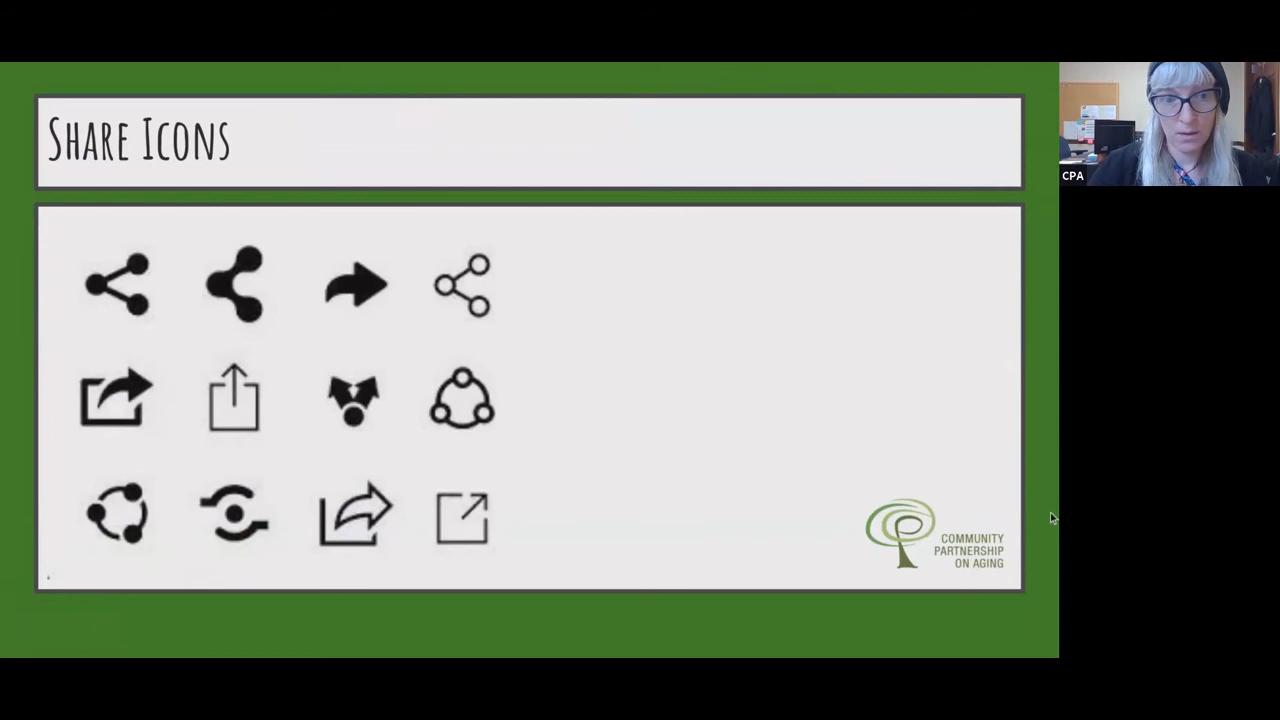 Share Icons
CPA
COMMUNITY
PARTNERSHIP
ON AGING